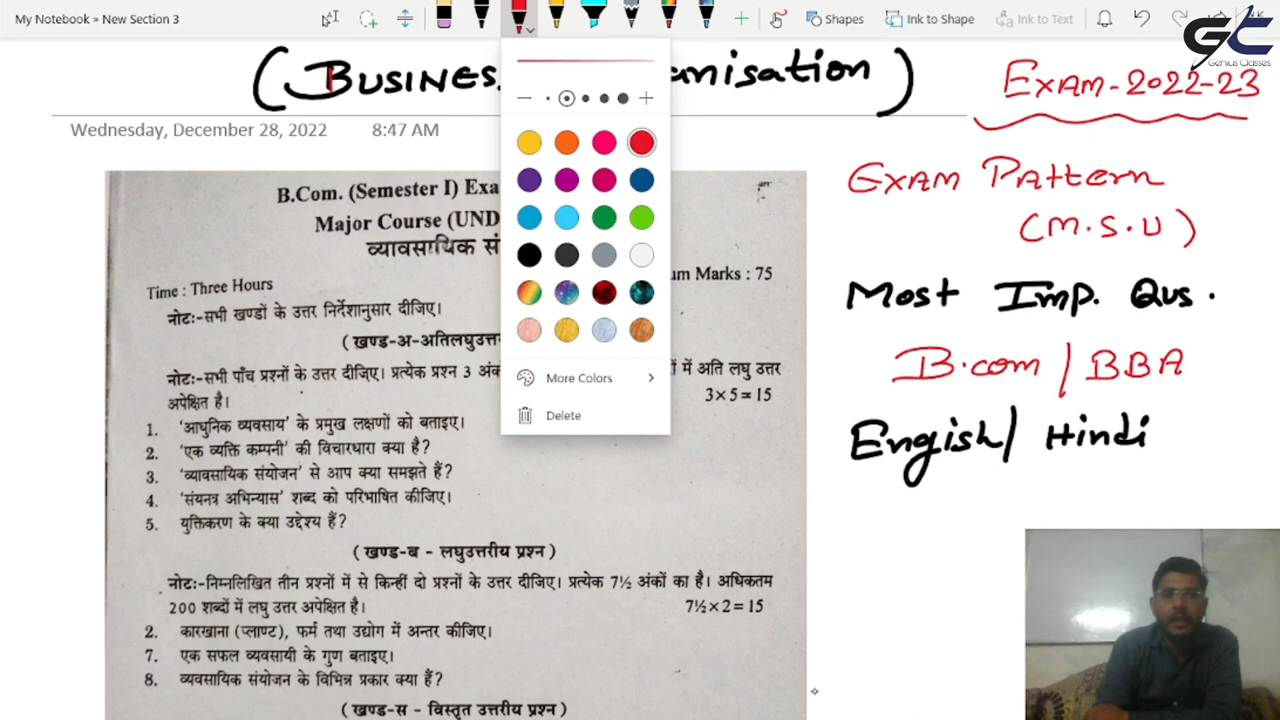 My Notebook » New Section 3
Shapes
Ink to Shape
Ink to Text
GC
Genius Classes
(BUSINES anisation)
Exam-2022-23
Wednesday, December 28, 2022 8:47 AM
Exam Pattern
(M.S.U)
Most Imp. Qus.
B.com / BBA
Engish/ Hindi
More Colors
Delete
B.Com. (Semester I) Exa
Major Course (UND
व्यावसायिक सं
Time : Three Hours
um Marks : 75
नोटः-सभी खण्डों के उत्तर निर्देशानुसार दीजिए।
(खण्ड-अ-अतिलघुउत्त
नोटः-सभी पाँच प्रश्नों के उत्तर दीजिए। प्रत्येक प्रश्न 3 अंक में अति लघु उत्तर
अपेक्षित है। 3×5=15
1. 'आधुनिक व्यवसाय' के प्रमुख लक्षणों को बताइए।
2. 'एक व्यक्ति कम्पनी' की विचारधारा क्या है?
3. 'व्यावसायिक संयोजन' से आप क्या समझते हैं?
4. 'संयनत्र अभिन्यास' शब्द को परिभाषित कीजिए।
5. युक्तिकरण के क्या उद्देश्य हैं?
(खण्ड-ब - लघुउत्तरीय प्रश्न)
नोटः-निम्नलिखित तीन प्रश्नों में से किन्हीं दो प्रश्नों के उत्तर दीजिए। प्रत्येक 7½ अंकों का है। अधिकतम
200 शब्दों में लघु उत्तर अपेक्षित है। 7½×2=15
2. कारखाना (प्लाण्ट), फर्म तथा उद्योग में अन्तर कीजिए।
7. एक सफल व्यवसायी के गुण बताइए।
8. व्यवसायिक संयोजन के विभिन्न प्रकार क्या हैं?
(खण्ड-स - विस्तृत उत्तरीय प्रश्न)